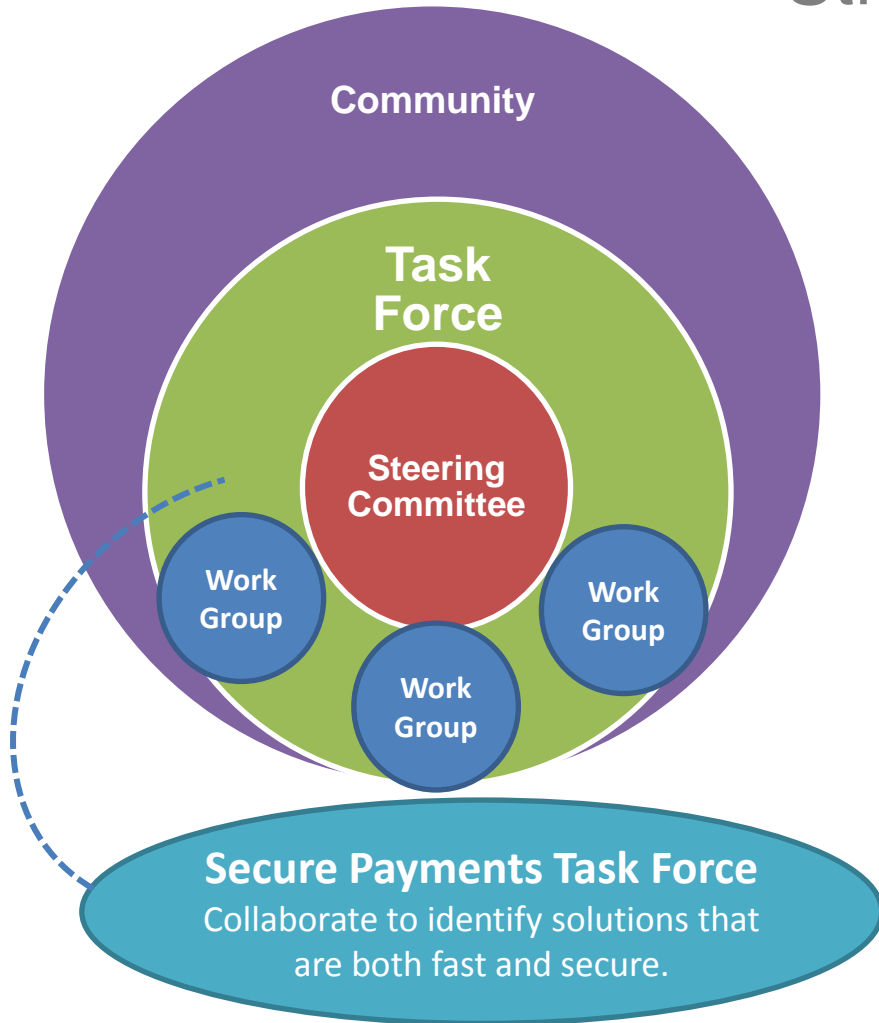 Community
Task
Force
Steering
Committee
Work
Group
Work
Group
Work
Group
Secure Payments Task Force
Collaborate to identify solutions that
are both fast and secure.